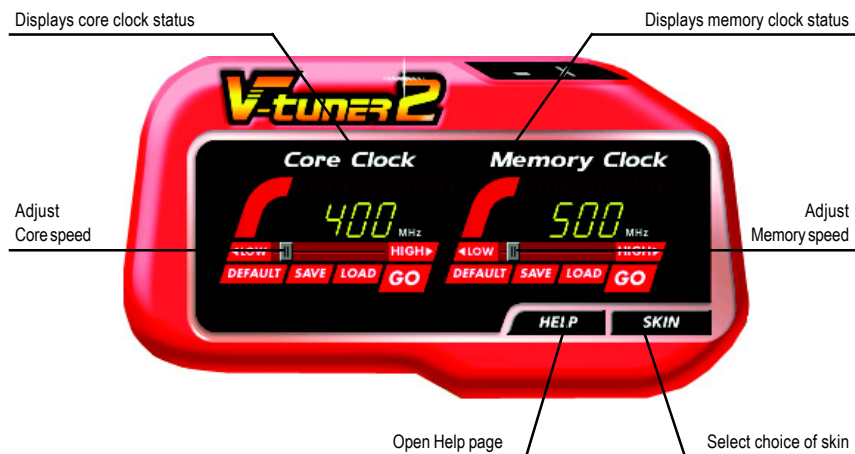 Displays core clock status
Displays memory clock status
V-tuner2
Core Clock
Memory Clock
Adjust
Core speed
400 MHz
500 MHz
Adjust
Memory speed
◀LOW HIGH▶
◀LOW HIGH▶
DEFAULT SAVE LOAD GO
DEFAULT SAVE LOAD GO
HELP SKIN
Open Help page
Select choice of skin